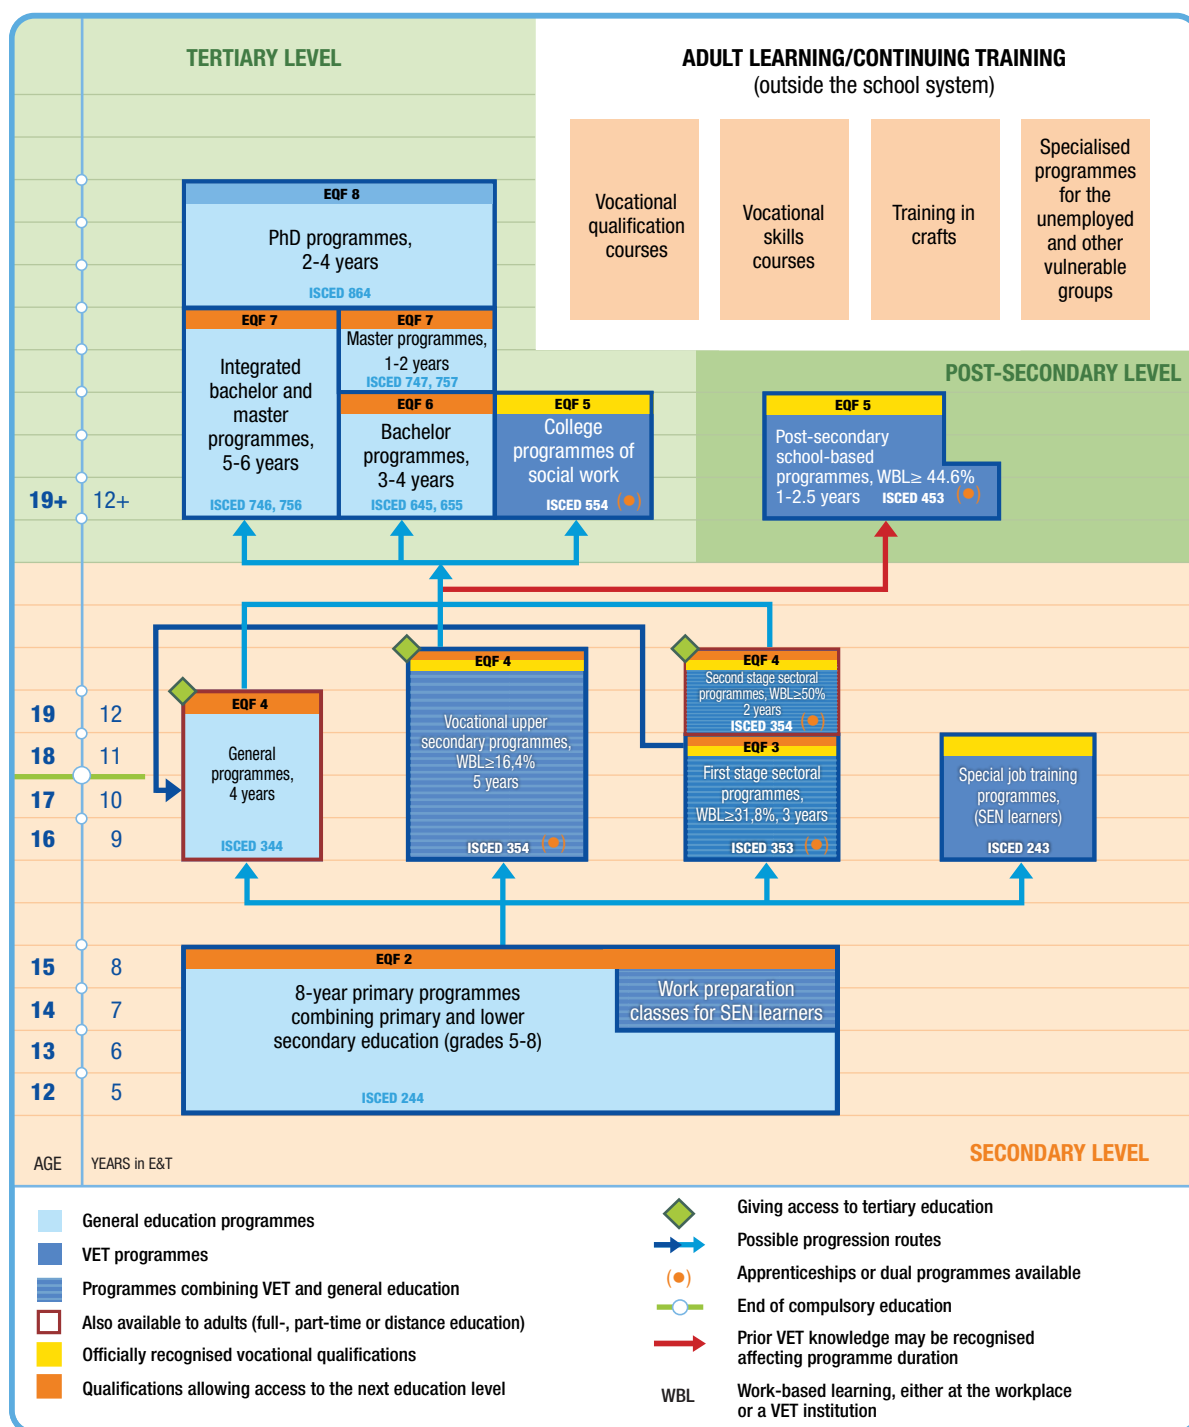 TERTIARY LEVEL
ADULT LEARNING/CONTINUING TRAINING
(outside the school system)
Vocational
qualification
courses
Vocational
skills
courses
Training in
crafts
Specialised
programmes
for the
unemployed
and other
vulnerable
groups
EQF 8
PhD programmes,
2-4 years
ISCED 864
EQF 7
Integrated
bachelor and
master
programmes,
5-6 years
ISCED 746, 756
EQF 7
Master programmes,
1-2 years
ISCED 747, 757
EQF 6
Bachelor
programmes,
3-4 years
ISCED 645, 655
EQF 5
College
programmes of
social work
ISCED 554
POST-SECONDARY LEVEL
EQF 5
Post-secondary
school-based
programmes, WBL≥ 44.6%
1-2.5 years ISCED 453
19+ 12+
EQF 4
General
programmes,
4 years
ISCED 344
EQF 4
Vocational upper
secondary programmes,
WBL≥16,4%
5 years
ISCED 354
EQF 4
Second stage sectoral
programmes, WBL≥50%
2 years
ISCED 354
EQF 3
First stage sectoral
programmes,
WBL≥31,8%, 3 years
ISCED 353
Special job training
programmes,
(SEN learners)
ISCED 243
19 12
18 11
17 10
16 9
EQF 2
8-year primary programmes
combining primary and lower
secondary education (grades 5-8)
ISCED 244
Work preparation
classes for SEN learners
15 8
14 7
13 6
12 5
AGE YEARS in E&T
SECONDARY LEVEL
General education programmes
VET programmes
Programmes combining VET and general education
Also available to adults (full-, part-time or distance education)
Officially recognised vocational qualifications
Qualifications allowing access to the next education level
Giving access to tertiary education
Possible progression routes
Apprenticeships or dual programmes available
End of compulsory education
Prior VET knowledge may be recognised
affecting programme duration
WBL Work-based learning, either at the workplace
or a VET institution